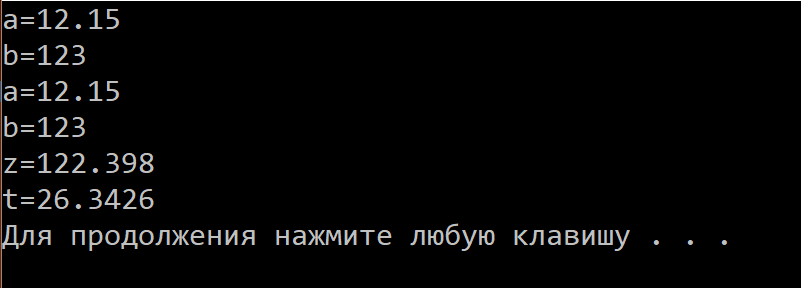 a=12.15
b=123
a=12.15
b=123
z=122.398
t=26.3426
Для продолжения нажмите любую клавишу . . .